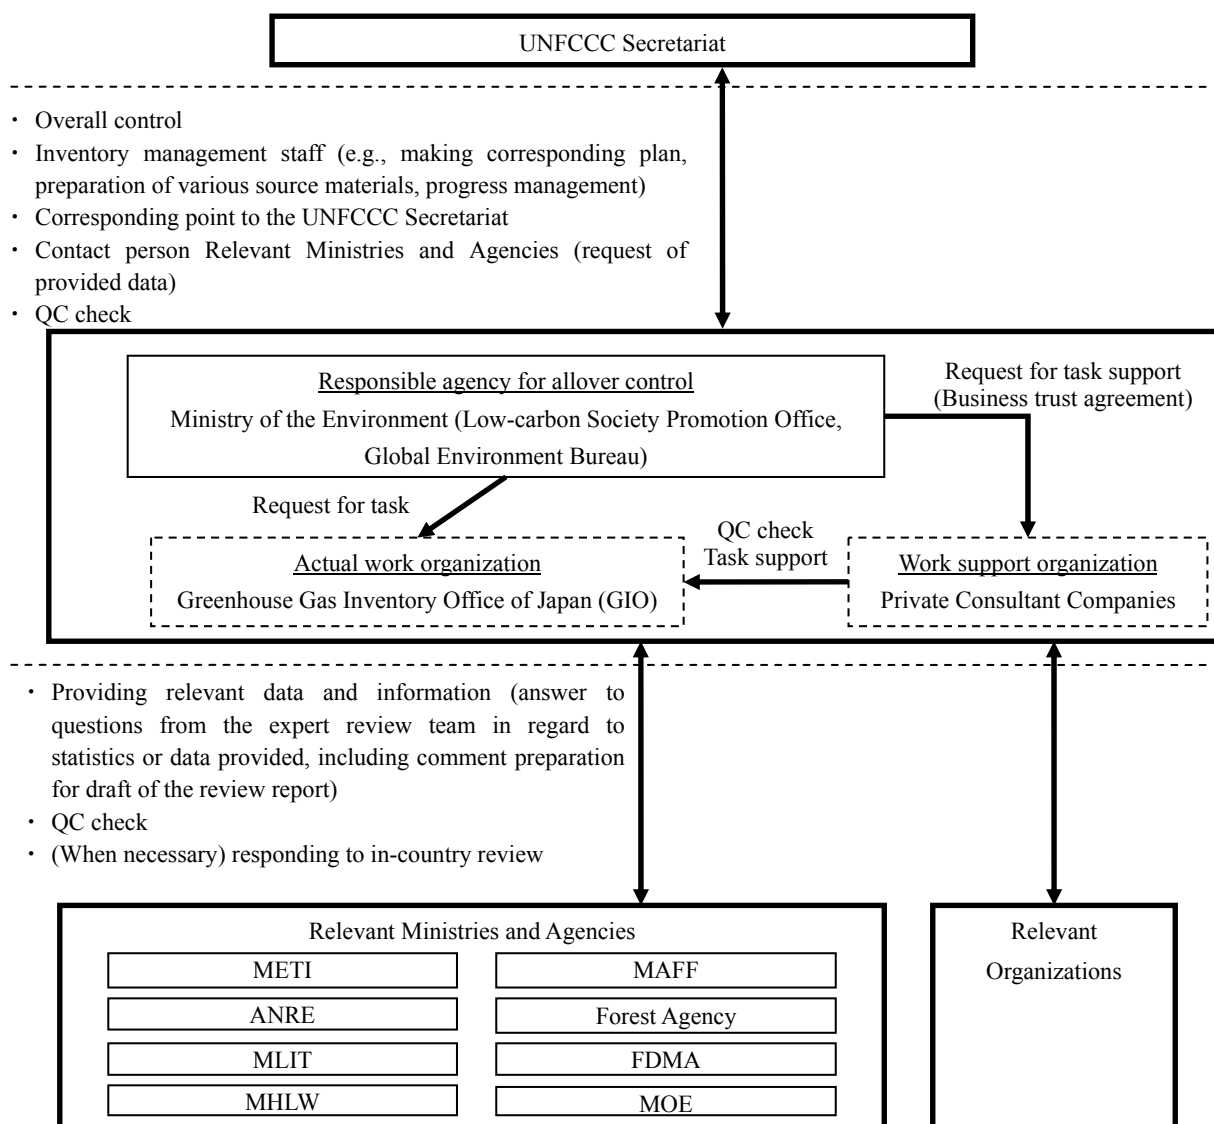 UNFCCC Secretariat
・ Overall control
・ Inventory management staff (e.g., making corresponding plan,
preparation of various source materials, progress management)
・ Corresponding point to the UNFCCC Secretariat
・ Contact person Relevant Ministries and Agencies (request of
provided data)
・ QC check
Responsible agency for allover control
Ministry of the Environment (Low-carbon Society Promotion Office,
Global Environment Bureau)
Request for task support
(Business trust agreement)
Request for task
QC check
Task support
Actual work organization
Greenhouse Gas Inventory Office of Japan (GIO)
Work support organization
Private Consultant Companies
・ Providing relevant data and information (answer to
questions from the expert review team in regard to
statistics or data provided, including comment preparation
for draft of the review report)
・ QC check
・ (When necessary) responding to in-country review
Relevant Ministries and Agencies
METI
MAFF
ANRE
Forest Agency
MLIT
FDMA
MHLW
MOE
Relevant
Organizations